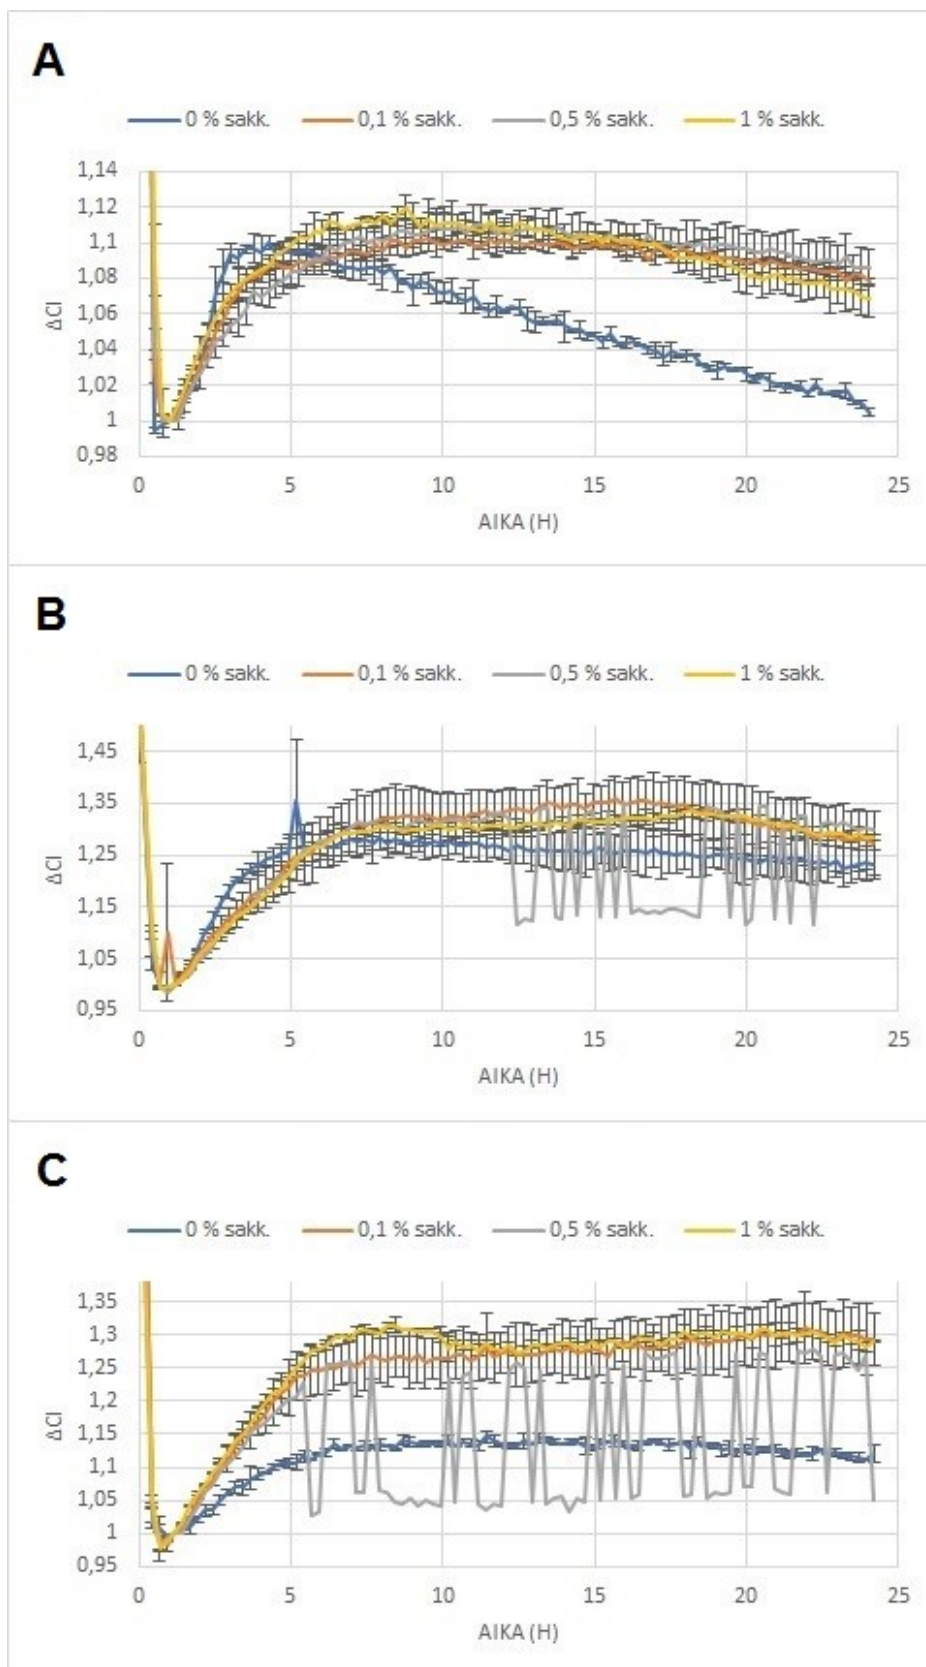 A
0 % sakk. 0,1 % sakk. 0,5 % sakk. 1 % sakk.
1,14
1,12
1,1
1,08
1,06
1,04
1,02
1
0,98
ΔCI
0 5 10 15 20 25
AIKA (H)
B
0 % sakk. 0,1 % sakk. 0,5 % sakk. 1 % sakk.
1,45
1,35
1,25
1,15
1,05
0,95
ΔCI
0 5 10 15 20 25
AIKA (H)
C
0 % sakk. 0,1 % sakk. 0,5 % sakk. 1 % sakk.
1,35
1,3
1,25
1,2
1,15
1,1
1,05
1
0,95
ΔCI
0 5 10 15 20 25
AIKA (H)